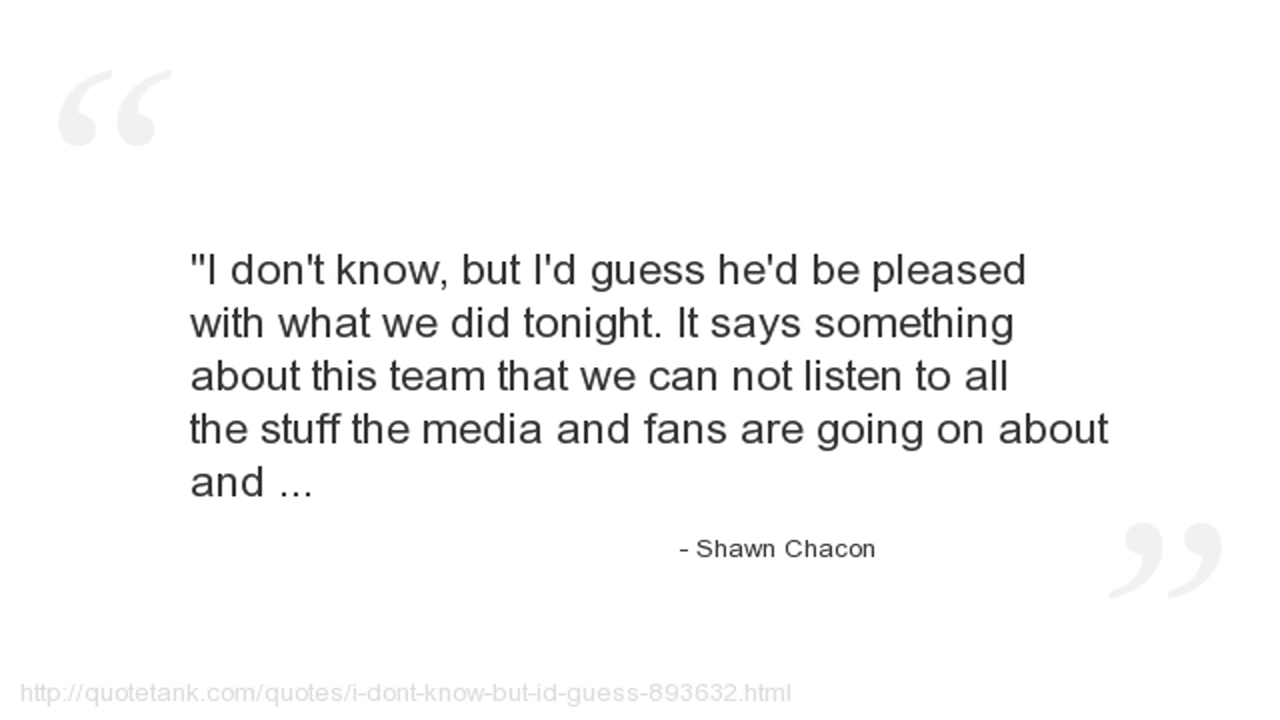 "I don't know, but I'd guess he'd be pleased
with what we did tonight. It says something
about this team that we can not listen to all
the stuff the media and fans are going on about
and ...
- Shawn Chacon
http://quotetank.com/quotes/i-dont-know-but-id-guess-893632.html